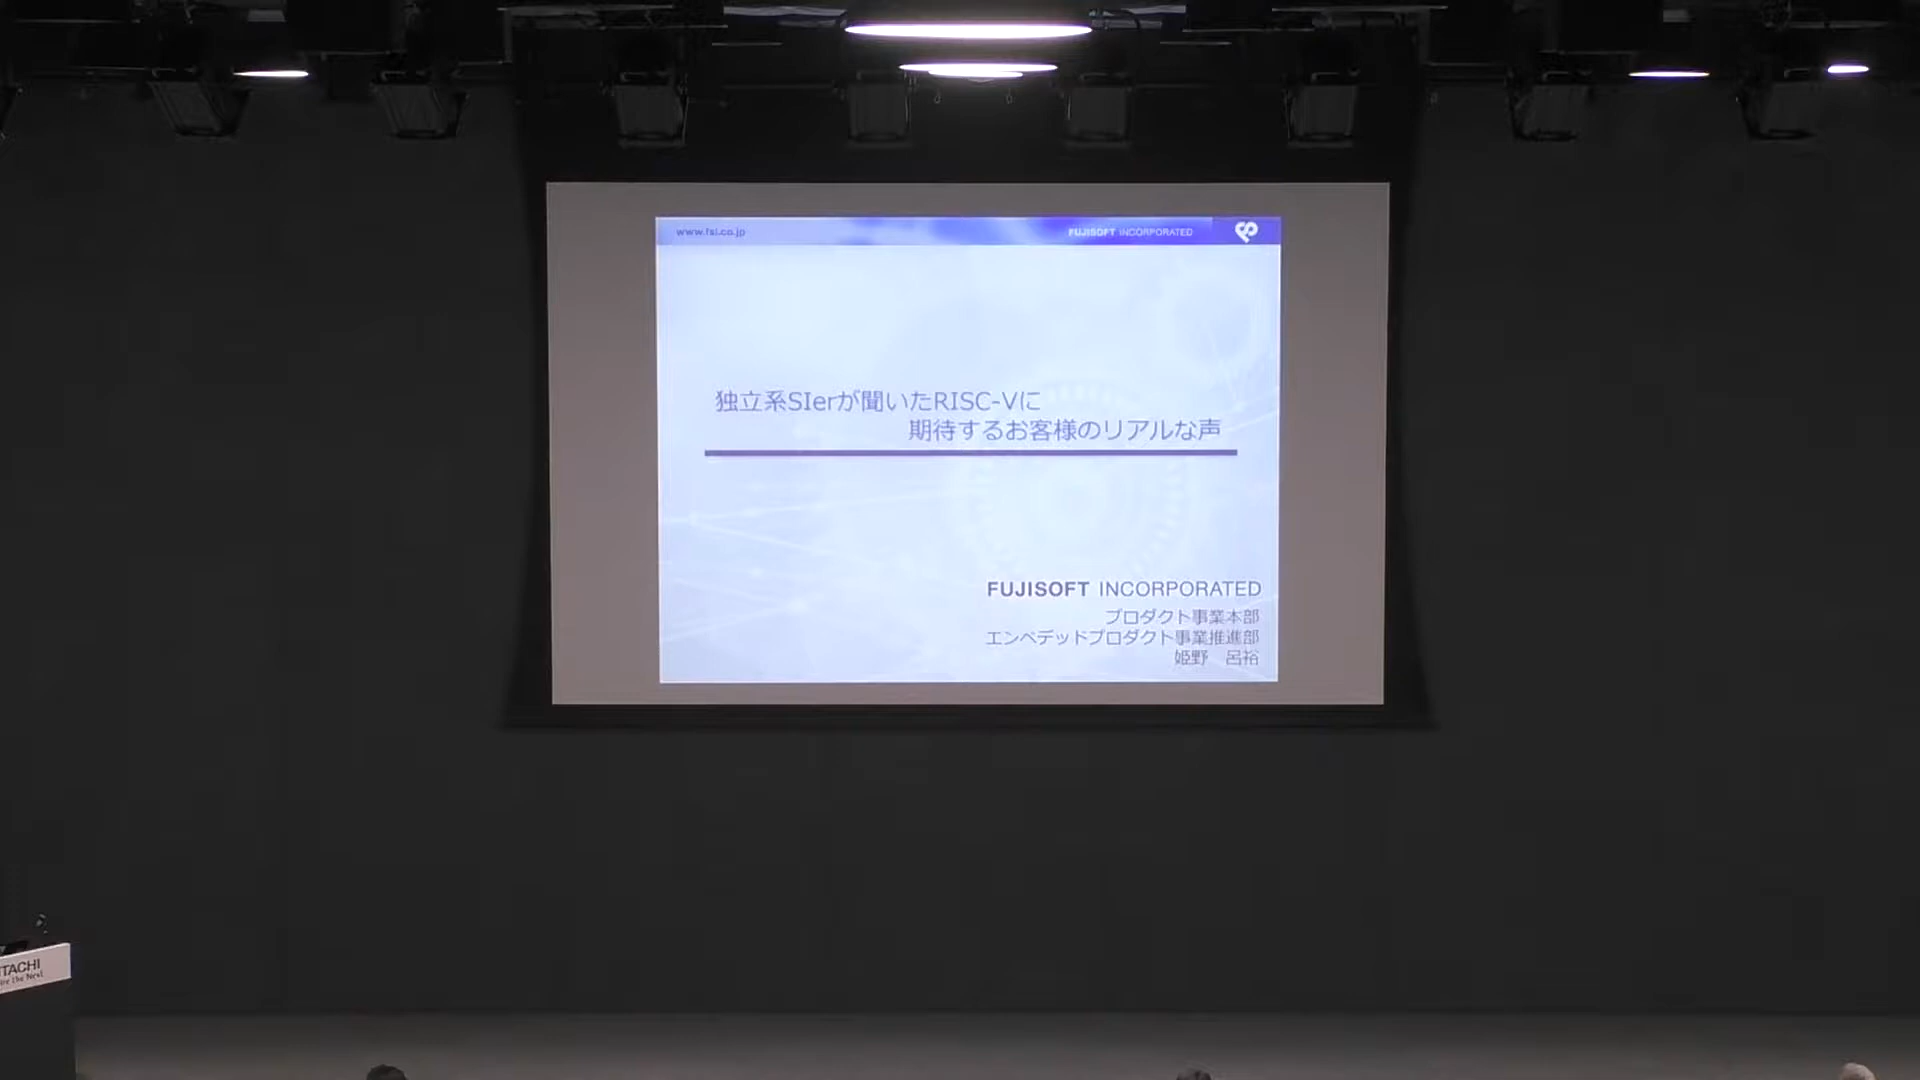 www.fsi.co.jp
FUJISOFT INCORPORATED
独立系SIerが聞いたRISC-Vに
期待するお客様のリアルな声
FUJISOFT INCORPORATED
プロダクト事業本部
エンベデッドプロダクト事業推進部
姫野 呂裕
TACHI
ire the Next